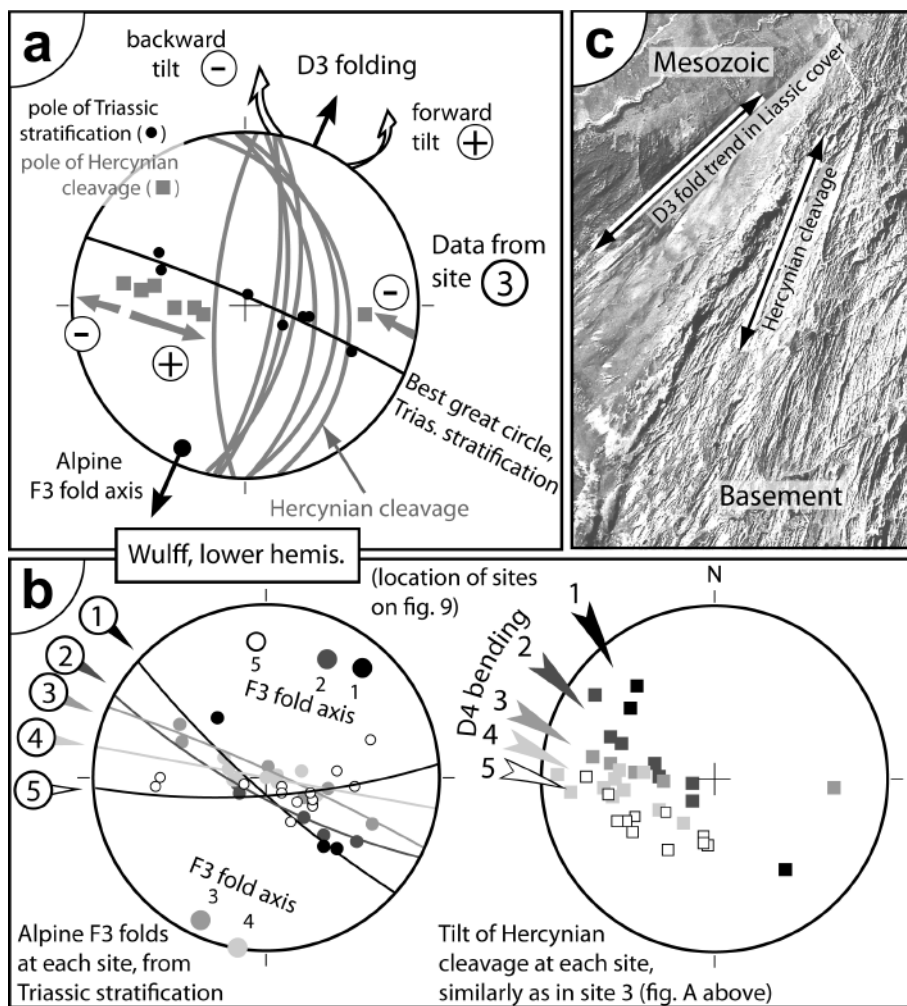 a
backward
tilt
-
D3 folding
pole of Triassic
stratification ( )
forward
tilt
+
pole of Hercynian
cleavage ( )
Data from
site 3
-
-
+
Best great circle,
Trias. stratification
Alpine
F3 fold axis
Hercynian cleavage
Wulff, lower hemis.
c
Mesozoic
D3 fold trend in Liassic cover
Hercynian cleavage
Basement
b
(location of sites
on fig. 9)
1
2
3
4
5
5
2
1
F3 fold axis
F3 fold axis
3
4
Alpine F3 folds
at each site, from
Triassic stratification
N
D4 bending
1
2
3
4
5
Tilt of Hercynian
cleavage at each site,
similarly as in site 3 (fig. A above)